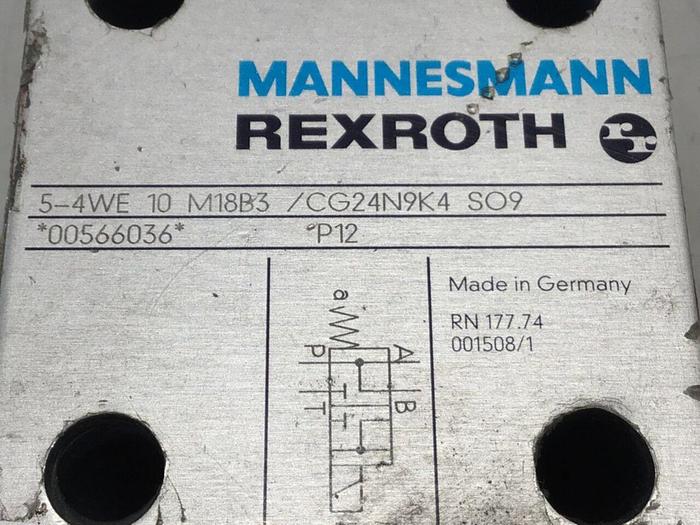 MANNESMANN
REXROTH
5-4WE 10 M18B3 /CG24N9K4 SO9
*00566036* P12
Made in Germany
RN 177.74
001508/1
a
P A
T B